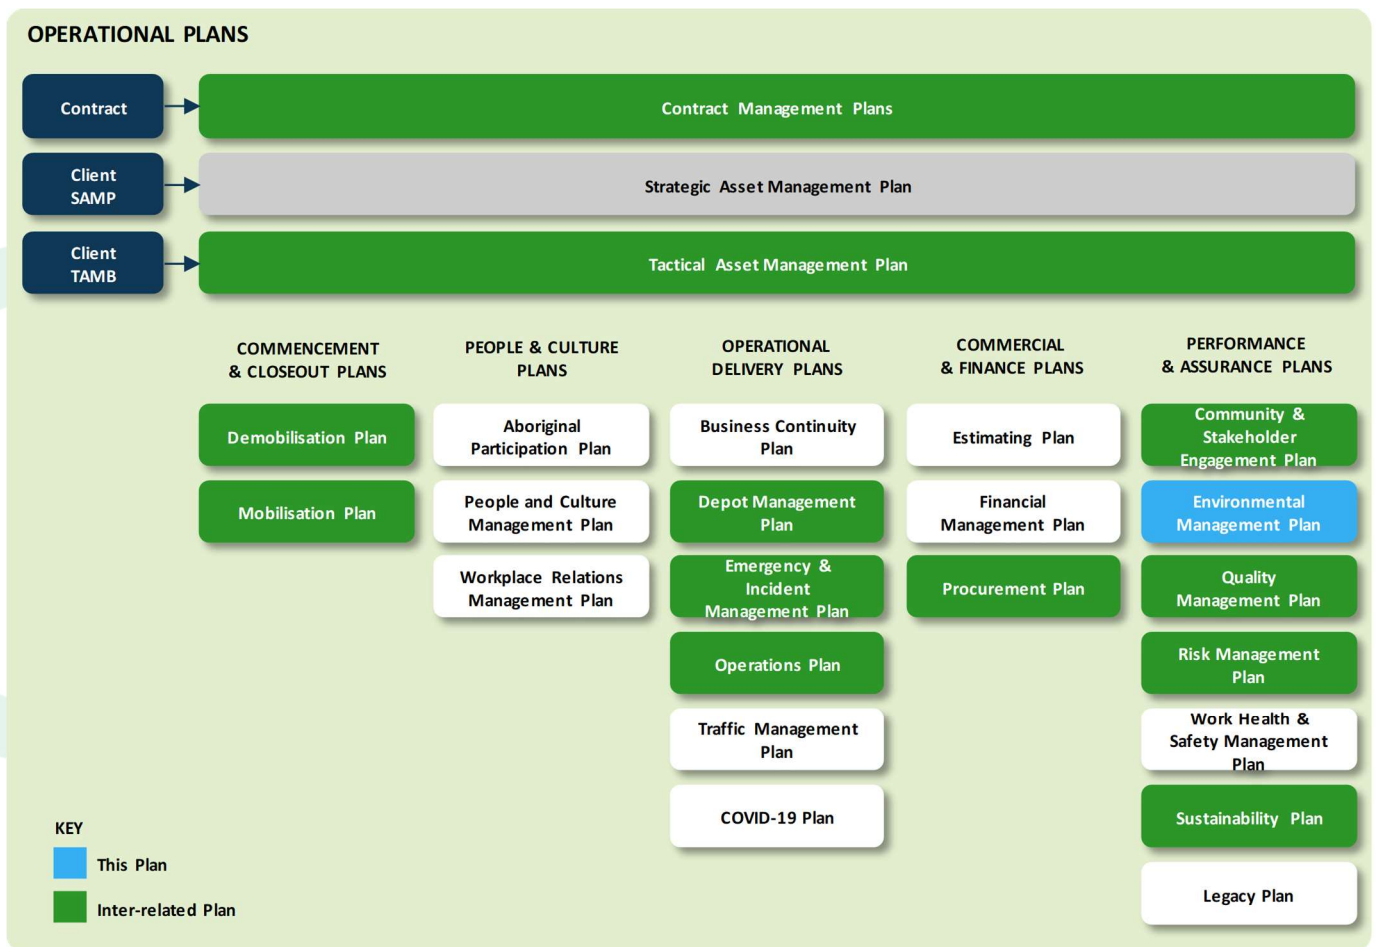 OPERATIONAL PLANS
Contract
Contract Management Plans
Client
SAMP
Strategic Asset Management Plan
Client
TAMB
Tactical Asset Management Plan
COMMENCEMENT
& CLOSEOUT PLANS
Demobilisation Plan
Mobilisation Plan
PEOPLE & CULTURE
PLANS
Aboriginal
Participation Plan
People and Culture
Management Plan
Workplace Relations
Management Plan
OPERATIONAL
DELIVERY PLANS
Business Continuity
Plan
Depot Management
Plan
Emergency &
Incident
Management Plan
Operations Plan
Traffic Management
Plan
COVID-19 Plan
COMMERCIAL
& FINANCE PLANS
Estimating Plan
Financial
Management Plan
Procurement Plan
PERFORMANCE
& ASSURANCE PLANS
Community &
Stakeholder
Engagement Plan
Environmental
Management Plan
Quality
Management Plan
Risk Management
Plan
Work Health &
Safety Management
Plan
Sustainability Plan
Legacy Plan
KEY
This Plan
Inter-related Plan